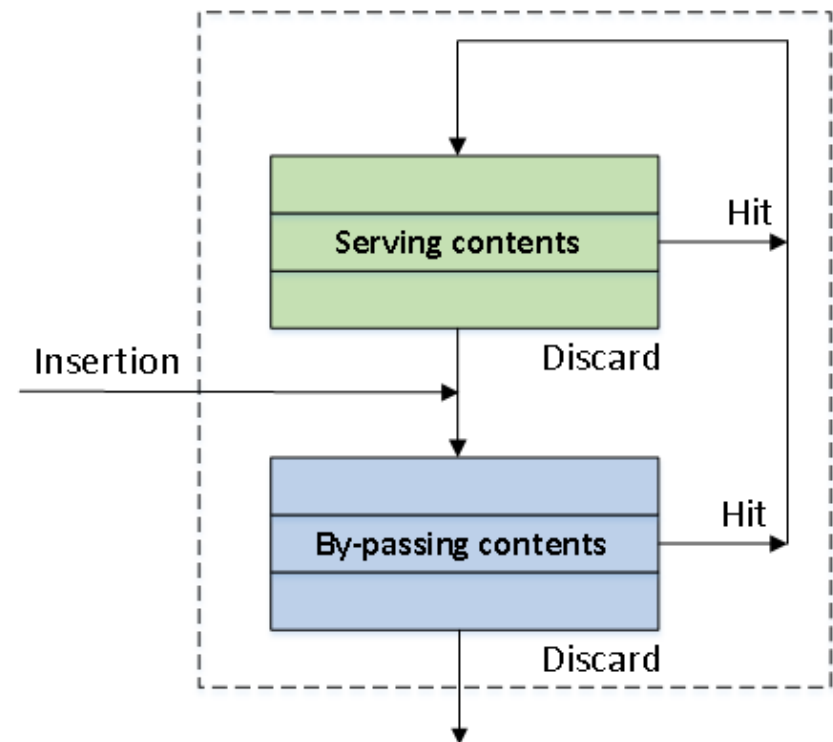 Hit
Serving contents
Discard
Insertion
Hit
By-passing contents
Discard